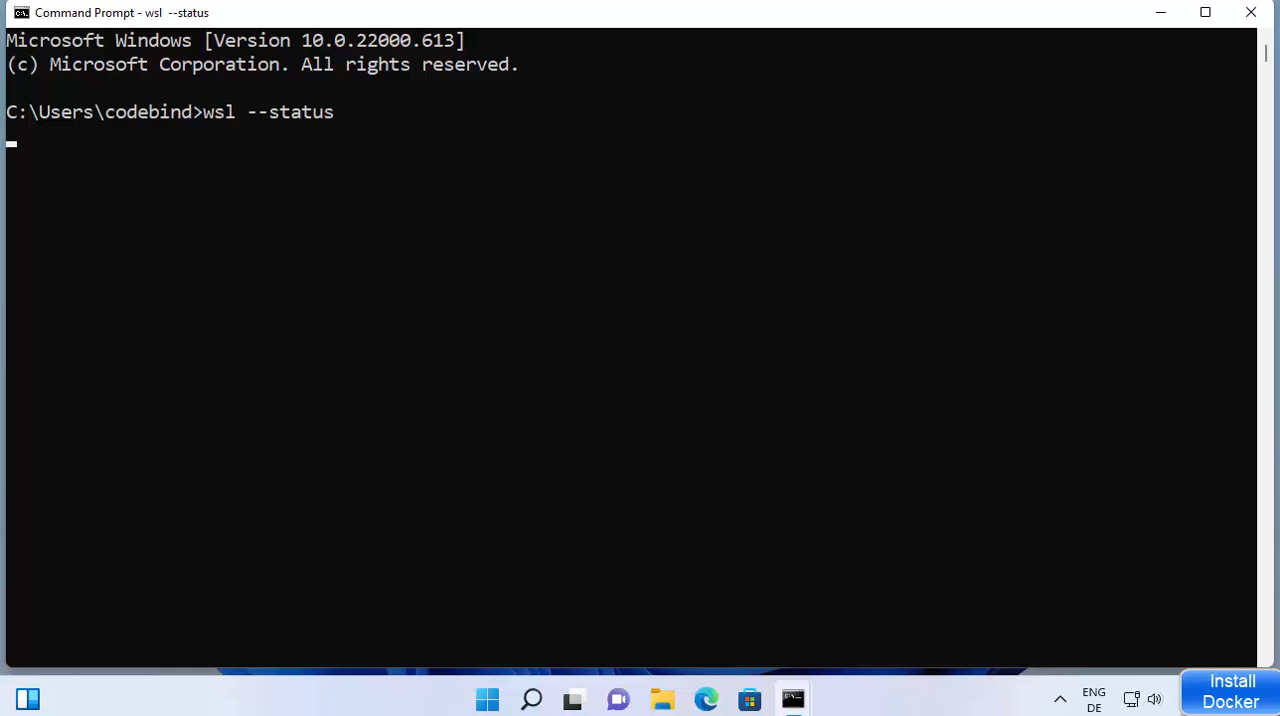 Command Prompt - wsl  --status
Microsoft Windows [Version 10.0.22000.613]
(c) Microsoft Corporation. All rights reserved.
C:\Users\codebind>wsl --status
ENG
DE
Install
Docker